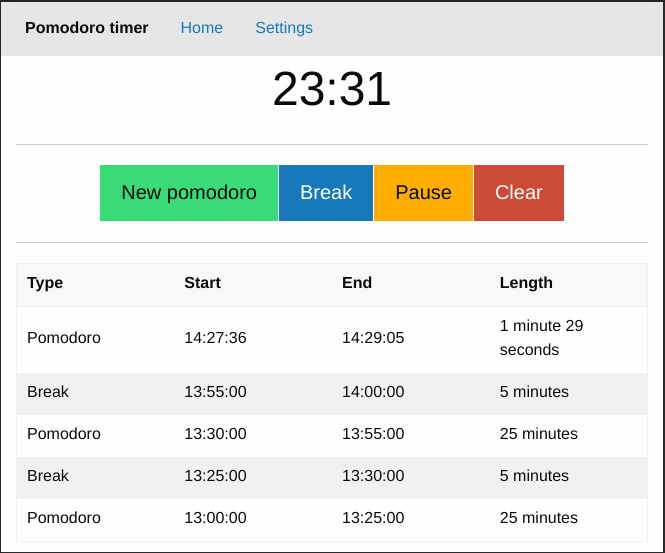 Pomodoro timer Home Settings
23:31
New pomodoro Break Pause Clear
Type Start End Length
Pomodoro 14:27:36 14:29:05 1 minute 29
seconds
Break 13:55:00 14:00:00 5 minutes
Pomodoro 13:30:00 13:55:00 25 minutes
Break 13:25:00 13:30:00 5 minutes
Pomodoro 13:00:00 13:25:00 25 minutes